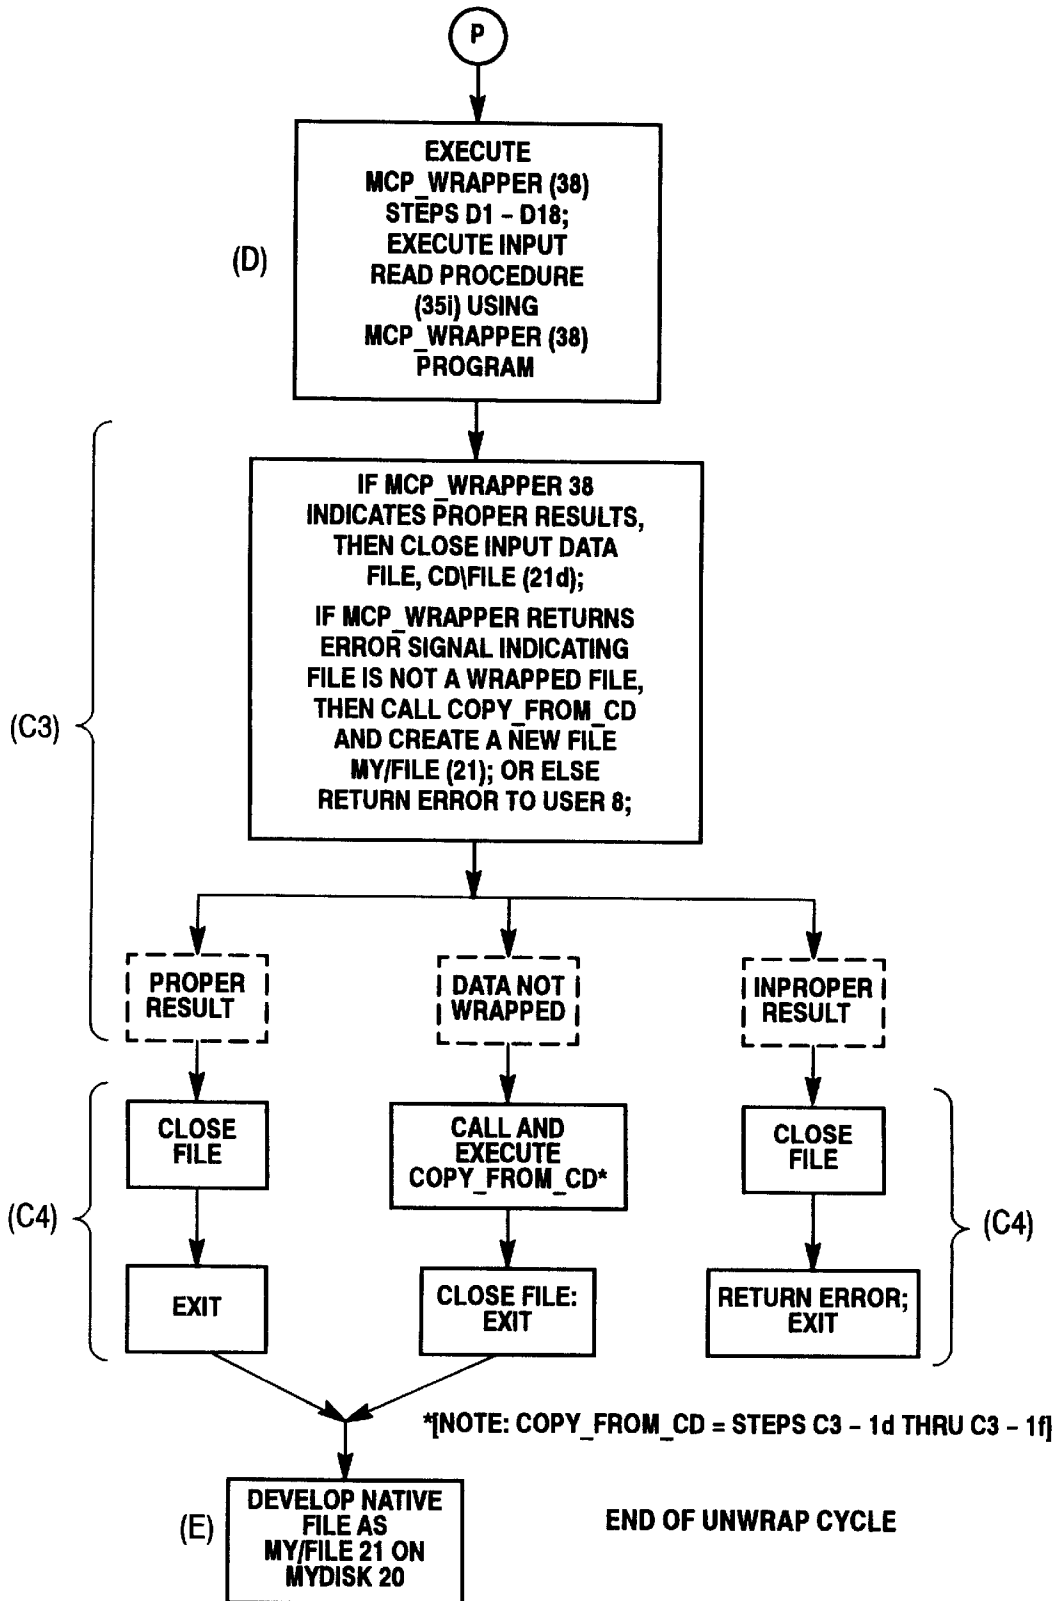 P
EXECUTE
MCP_WRAPPER (38)
STEPS D1 – D18;
EXECUTE INPUT
READ PROCEDURE
(35i) USING
MCP_WRAPPER (38)
PROGRAM
(D)
IF MCP_WRAPPER 38
INDICATES PROPER RESULTS,
THEN CLOSE INPUT DATA
FILE, CD\FILE (21d);
IF MCP_WRAPPER RETURNS
ERROR SIGNAL INDICATING
FILE IS NOT A WRAPPED FILE,
THEN CALL COPY_FROM_CD
AND CREATE A NEW FILE
MY/FILE (21); OR ELSE
RETURN ERROR TO USER 8;
(C3)
PROPER
RESULT
DATA NOT
WRAPPED
INPROPER
RESULT
(C4)
CLOSE
FILE
CALL AND
EXECUTE
COPY_FROM_CD*
CLOSE
FILE
(C4)
EXIT
CLOSE FILE:
EXIT
RETURN ERROR;
EXIT
*[NOTE: COPY_FROM_CD = STEPS C3 – 1d THRU C3 – 1f]
(E)
DEVELOP NATIVE
FILE AS
MY/FILE 21 ON
MYDISK 20
END OF UNWRAP CYCLE